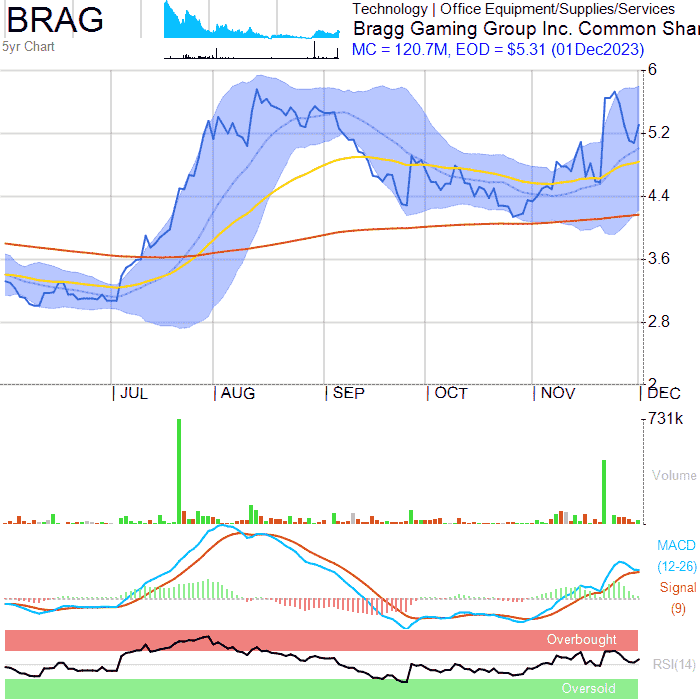 BRAG
5yr Chart
Technology | Office Equipment/Supplies/Services
Bragg Gaming Group Inc. Common Shar
MC = 120.7M, EOD = $5.31 (01Dec2023)
6
5.2
4.4
3.6
2.8
2
JUL AUG SEP OCT NOV DEC
731k
Volume
MACD
(12-26)
Signal
(9)
Overbought
RSI(14)
Oversold